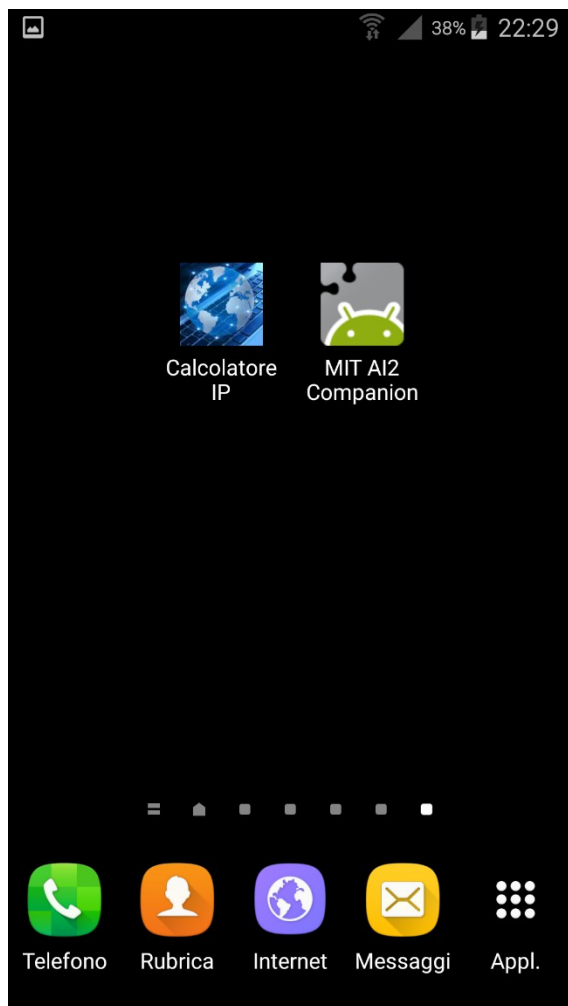 38% 22:29
Calcolatore
IP
MIT AI2
Companion
Telefono Rubrica Internet Messaggi Appl.